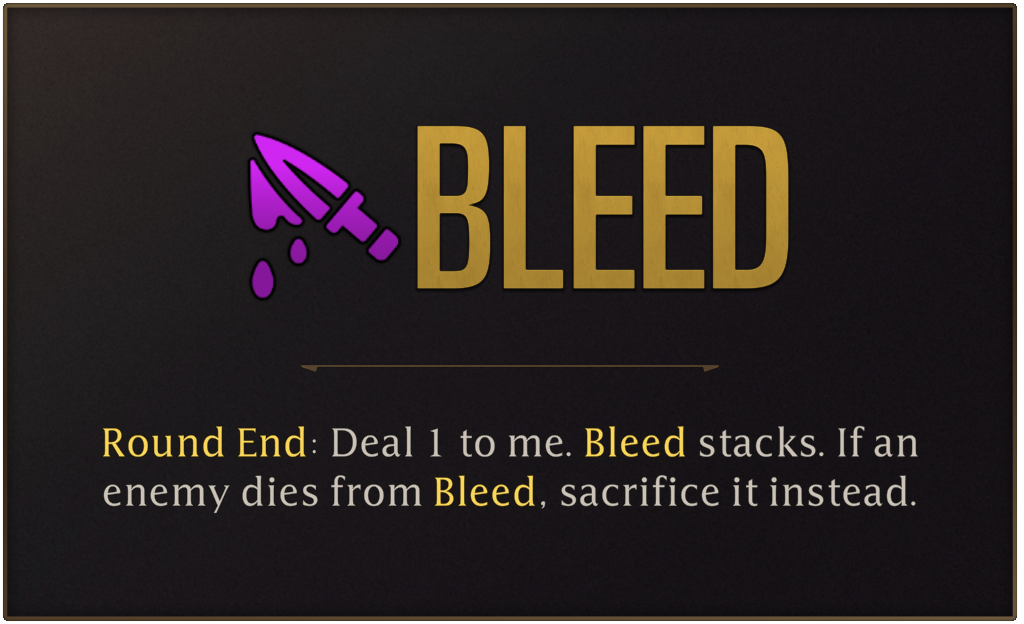 BLEED
Round End: Deal 1 to me. Bleed stacks. If an
enemy dies from Bleed, sacrifice it instead.